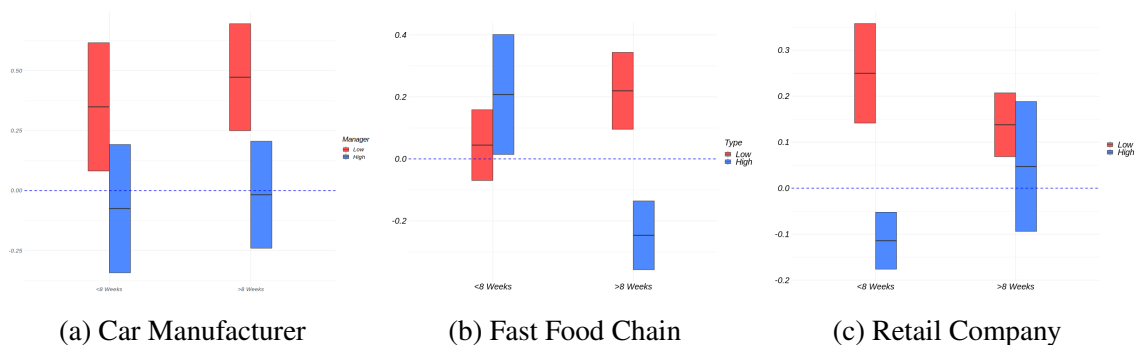 0.50
0.25
0.00
-0.25
<8 Weeks
>8 Weeks
Manager
Low
High
(a) Car Manufacturer
0.4
0.2
0.0
-0.2
<8 Weeks
>8 Weeks
Type
Low
High
(b) Fast Food Chain
0.3
0.2
0.1
0.0
-0.1
-0.2
<8 Weeks
>8 Weeks
Low
High
(c) Retail Company